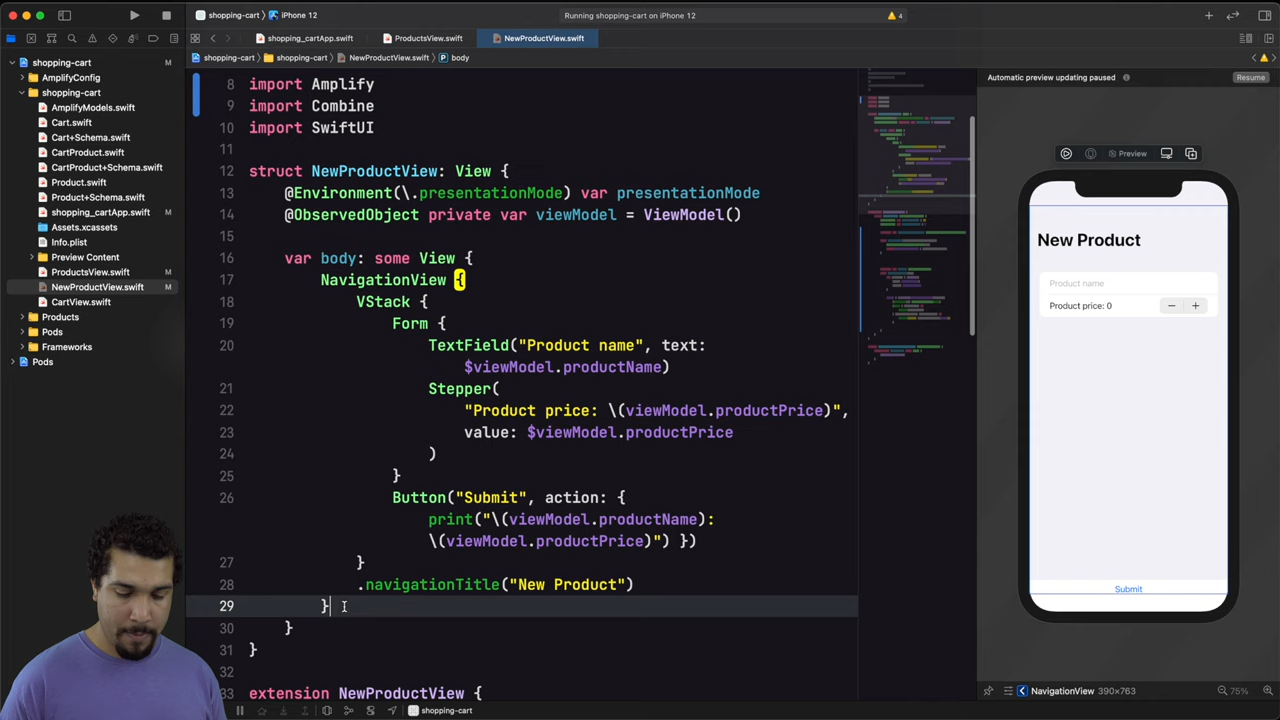 shopping-cart
iPhone 12
Running shopping-cart on iPhone 12
4
shopping_cartApp.swift
ProductsView.swift
NewProductView.swift
shopping-cart
shopping-cart
NewProductView.swift
P body
shopping-cart M
AmplifyConfig
shopping-cart
AmplifyModels.swift
Cart.swift
Cart+Schema.swift
CartProduct.swift
CartProduct+Schema.swift
Product.swift
Product+Schema.swift
shopping_cartApp.swift M
Assets.xcassets
Info.plist
Preview Content
ProductsView.swift M
NewProductView.swift M
CartView.swift
Products
Pods
Frameworks
Pods
8 import Amplify
9 import Combine
10 import SwiftUI
11
12 struct NewProductView: View {
13 @Environment(\.presentationMode) var presentationMode
14 @ObservedObject private var viewModel = ViewModel()
15
16 var body: some View {
17 NavigationView {
18 VStack {
19 Form {
20 TextField("Product name", text:
$viewModel.productName)
21 Stepper(
22 "Product price: \(viewModel.productPrice)",
23 value: $viewModel.productPrice
24 )
25 }
26 Button("Submit", action: {
print("\(viewModel.productName):
\(viewModel.productPrice)") })
27 }
28 .navigationTitle("New Product")
29 }
30 }
31 }
32
33 extension NewProductView {
Automatic preview updating paused
Resume
Preview
New Product
Product name
Product price: 0
Submit
NavigationView 390×763
75%
shopping-cart